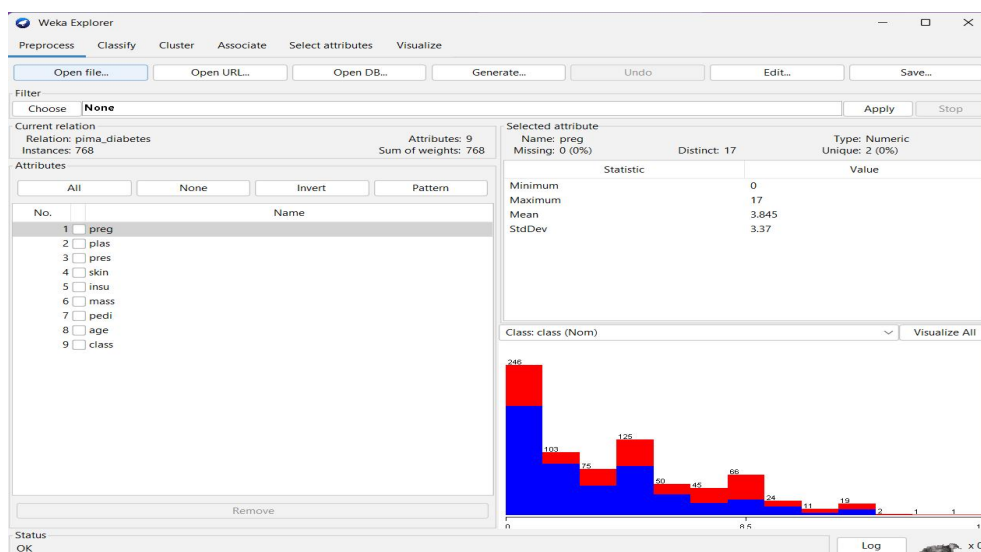 Weka Explorer
Preprocess Classify Cluster Associate Select attributes Visualize
Open file... Open URL... Open DB... Generate... Undo Edit... Save...
Filter
Choose None Apply Stop
Current relation
Relation: pima_diabetes Attributes: 9
Instances: 768 Sum of weights: 768
Attributes
All None Invert Pattern
No. Name
1 preg
2 plas
3 pres
4 skin
5 insu
6 mass
7 pedi
8 age
9 class
Remove
Selected attribute
Name: preg Type: Numeric
Missing: 0 (0%) Distinct: 17 Unique: 2 (0%)
Statistic Value
Minimum 0
Maximum 17
Mean 3.845
StdDev 3.37
Class: class (Nom) Visualize All
246
103
75
125
50
45
66
24
11
19
2
1
1
0 8.5 1
Status
OK Log x 0